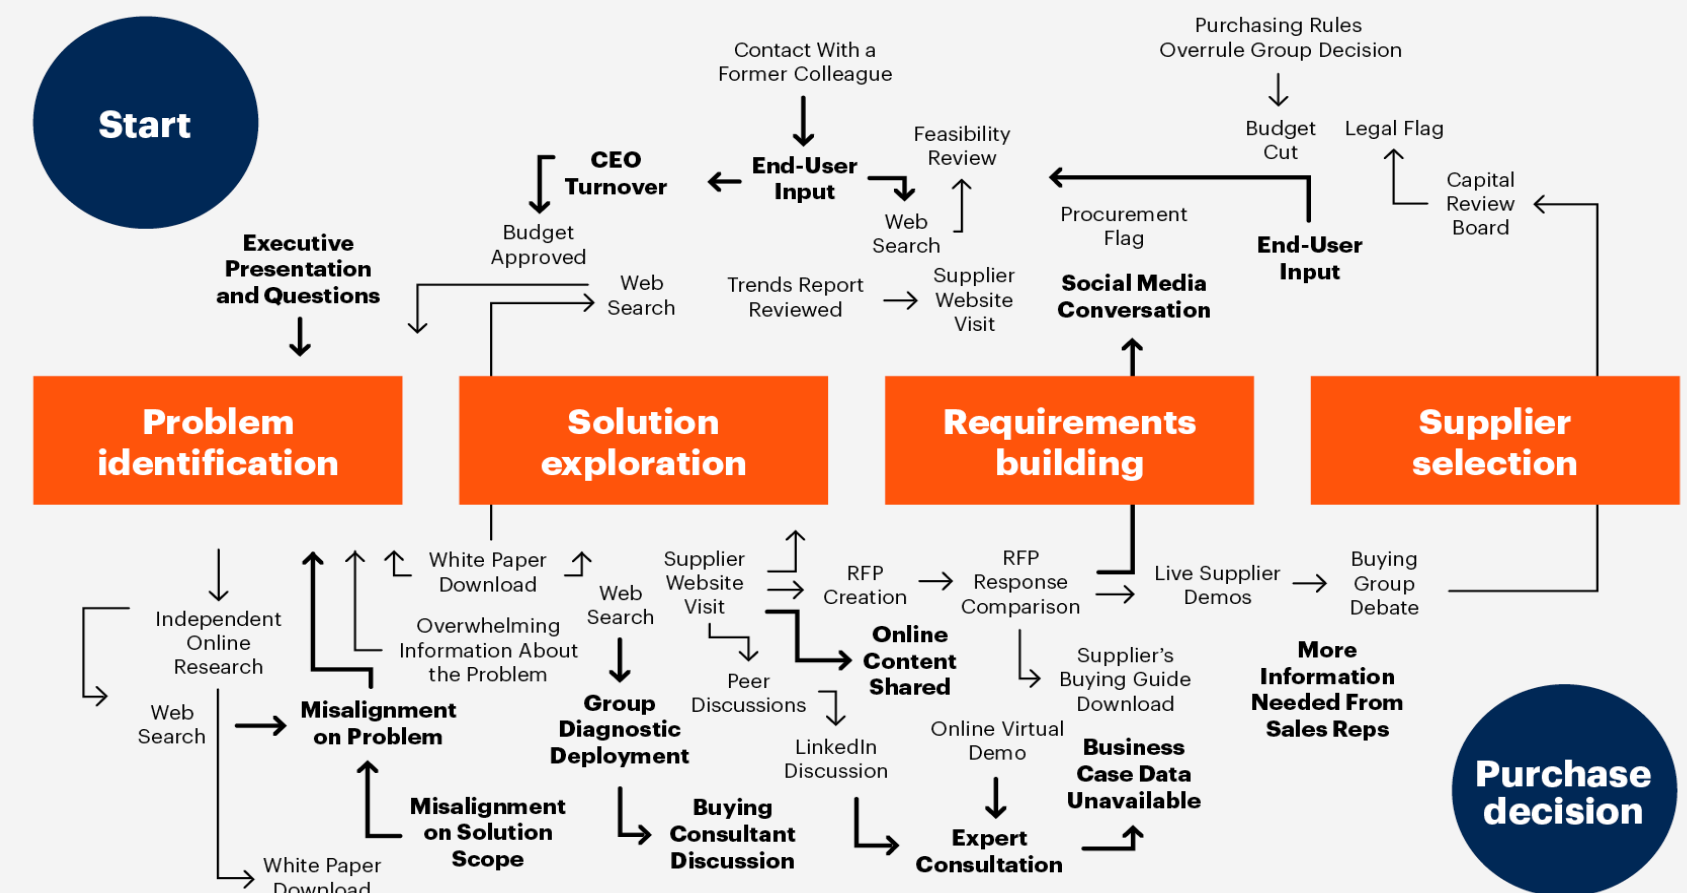 Start
Contact With a
Former Colleague
Purchasing Rules
Overrule Group Decision
Feasibility
Review
Budget
Cut
Legal Flag
CEO
Turnover
End-User
Input
Capital
Review
Board
Web
Search
Procurement
Flag
Budget
Approved
Executive
Presentation
and Questions
End-User
Input
Web
Search
Trends Report
Reviewed
Supplier
Website
Visit
Social Media
Conversation
Problem
identification
Solution
exploration
Requirements
building
Supplier
selection
White Paper
Download
Web
Search
Supplier
Website
Visit
RFP
Creation
RFP
Response
Comparison
Live Supplier
Demos
Buying
Group
Debate
Independent
Online
Research
Overwhelming
Information About
the Problem
Online
Content
Shared
Supplier's
Buying Guide
Download
More
Information
Needed From
Sales Reps
Web
Search
Misalignment
on Problem
Group
Diagnostic
Deployment
Peer
Discussions
LinkedIn
Discussion
Online Virtual
Demo
Business
Case Data
Unavailable
Purchase
decision
Misalignment
on Solution
Scope
Buying
Consultant
Discussion
Expert
Consultation
White Paper
Download